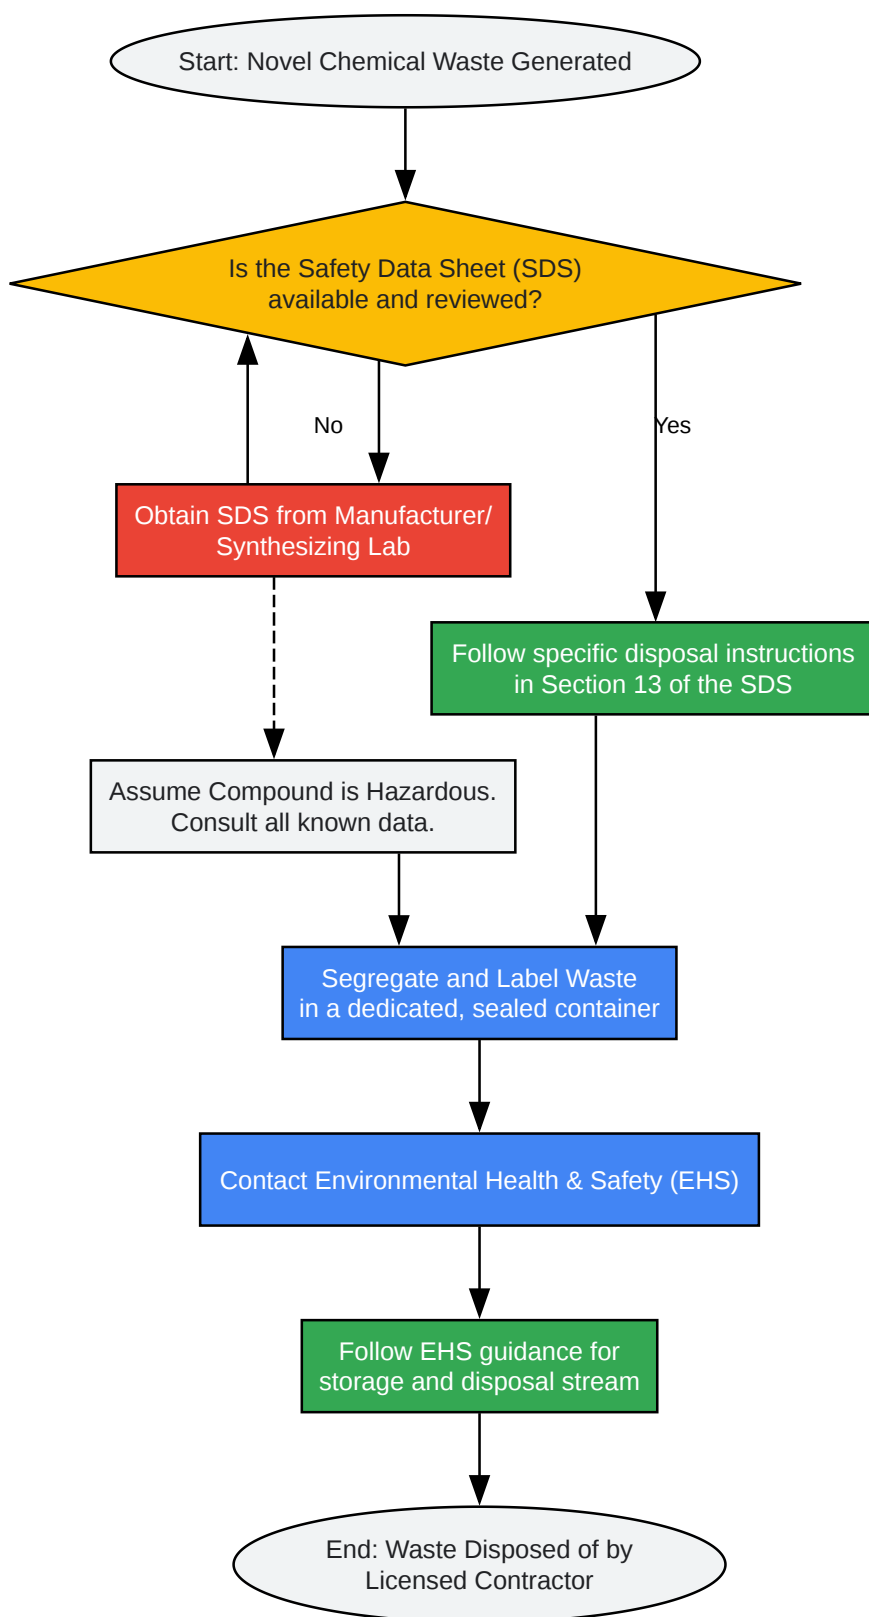 Start: Novel Chemical Waste Generated
Is the Safety Data Sheet (SDS)
available and reviewed?
No
Yes
Obtain SDS from Manufacturer/
Synthesizing Lab
Follow specific disposal instructions
in Section 13 of the SDS
Assume Compound is Hazardous.
Consult all known data.
Segregate and Label Waste
in a dedicated, sealed container
Contact Environmental Health & Safety (EHS)
Follow EHS guidance for
storage and disposal stream
End: Waste Disposed of by
Licensed Contractor